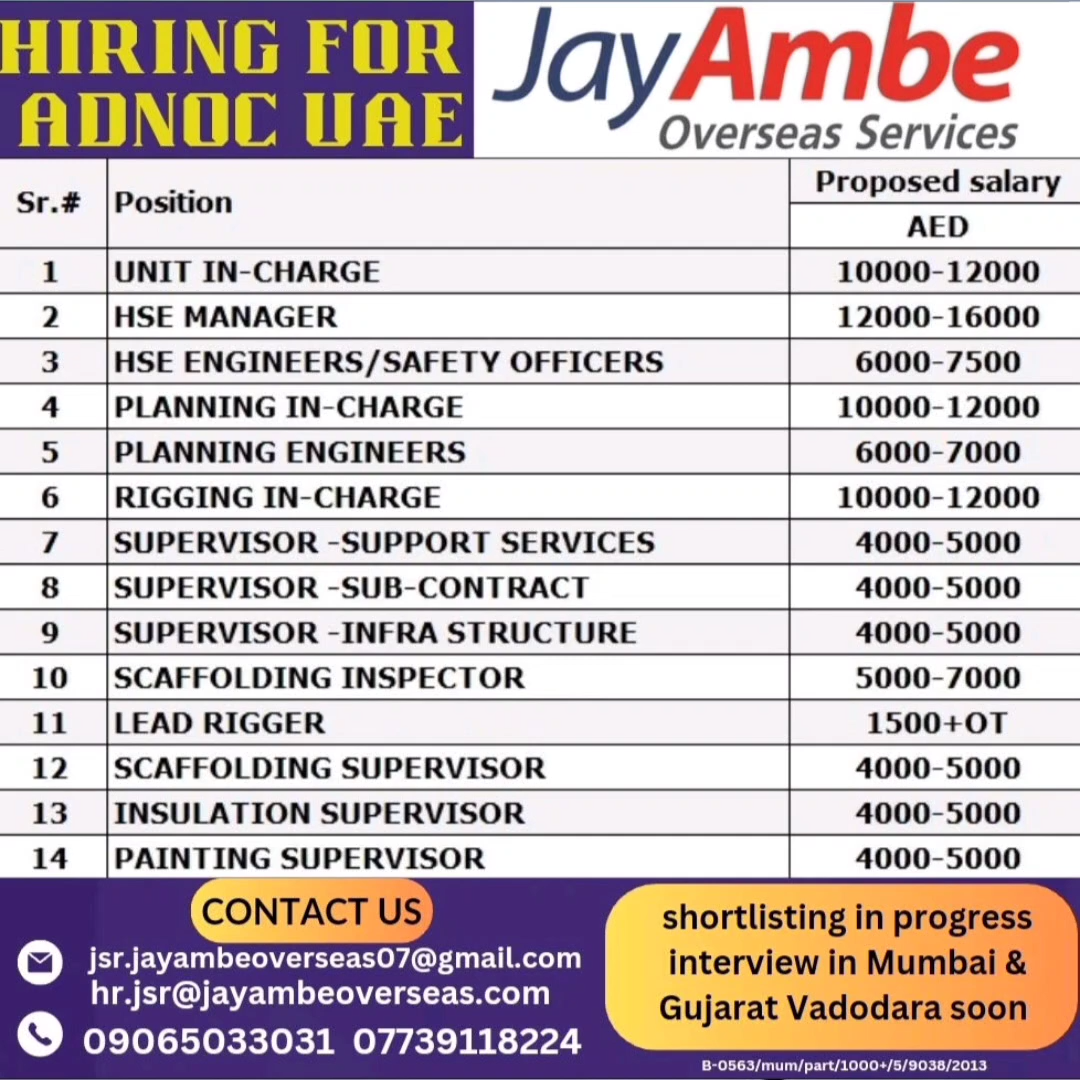 HIRING FOR
ADNOC UAE
JayAmbe
Overseas Services
Sr.# Position Proposed salary
AED
1 UNIT IN-CHARGE 10000-12000
2 HSE MANAGER 12000-16000
3 HSE ENGINEERS/SAFETY OFFICERS 6000-7500
4 PLANNING IN-CHARGE 10000-12000
5 PLANNING ENGINEERS 6000-7000
6 RIGGING IN-CHARGE 10000-12000
7 SUPERVISOR -SUPPORT SERVICES 4000-5000
8 SUPERVISOR -SUB-CONTRACT 4000-5000
9 SUPERVISOR -INFRA STRUCTURE 4000-5000
10 SCAFFOLDING INSPECTOR 5000-7000
11 LEAD RIGGER 1500+OT
12 SCAFFOLDING SUPERVISOR 4000-5000
13 INSULATION SUPERVISOR 4000-5000
14 PAINTING SUPERVISOR 4000-5000
CONTACT US
jsr.jayambeoverseas07@gmail.com
hr.jsr@jayambeoverseas.com
09065033031 07739118224
shortlisting in progress
interview in Mumbai &
Gujarat Vadodara soon
B-0563/mum/part/1000+/5/9038/2013